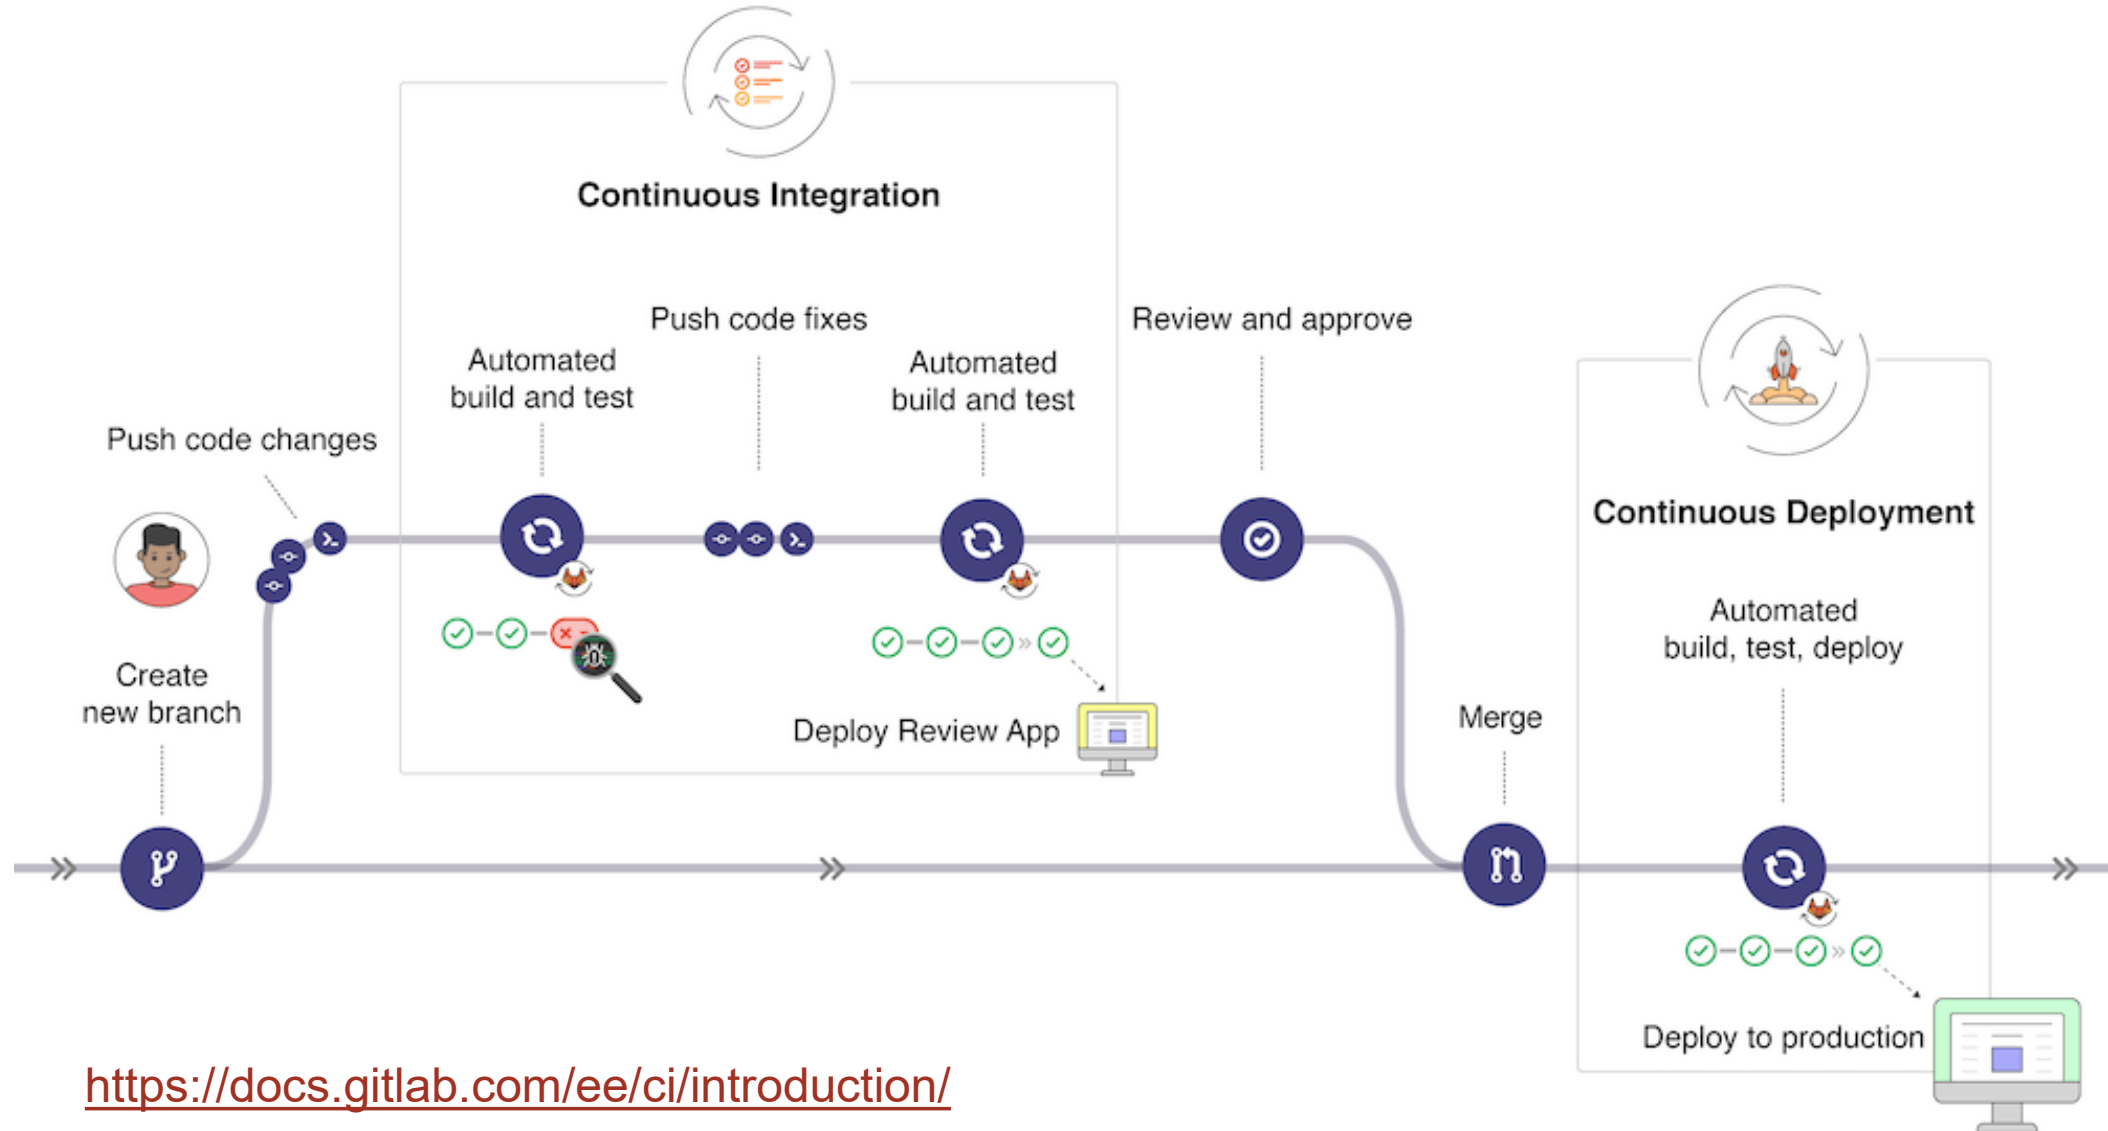 Continuous Integration
Push code fixes
Review and approve
Automated
build and test
Automated
build and test
Push code changes
Continuous Deployment
Automated
build, test, deploy
Create
new branch
Merge
Deploy Review App
Deploy to production
https://docs.gitlab.com/ee/ci/introduction/